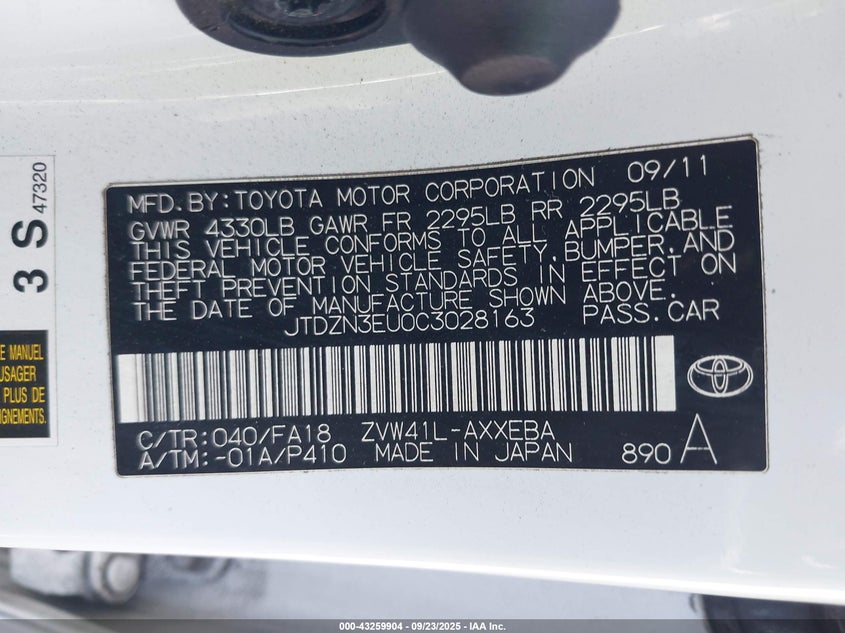 3 S 47320
E MANUEL
USAGER
PLUS DE
IGNEMENTS.
MFD. BY: TOYOTA MOTOR CORPORATION 09/11
GVWR 4330LB GAWR FR 2295LB RR 2295LB
THIS VEHICLE CONFORMS TO ALL APPLICABLE
FEDERAL MOTOR VEHICLE SAFETY, BUMPER, AND
THEFT PREVENTION STANDARDS IN EFFECT ON
THE DATE OF MANUFACTURE SHOWN ABOVE.
JTDZN3EU0C3028163 PASS. CAR
C/TR: 040/FA18 ZVW41L-AXXEBA
A/TM: -01A/P410 MADE IN JAPAN 890 A
000-43259904 - 09/23/2025 - IAA Inc.